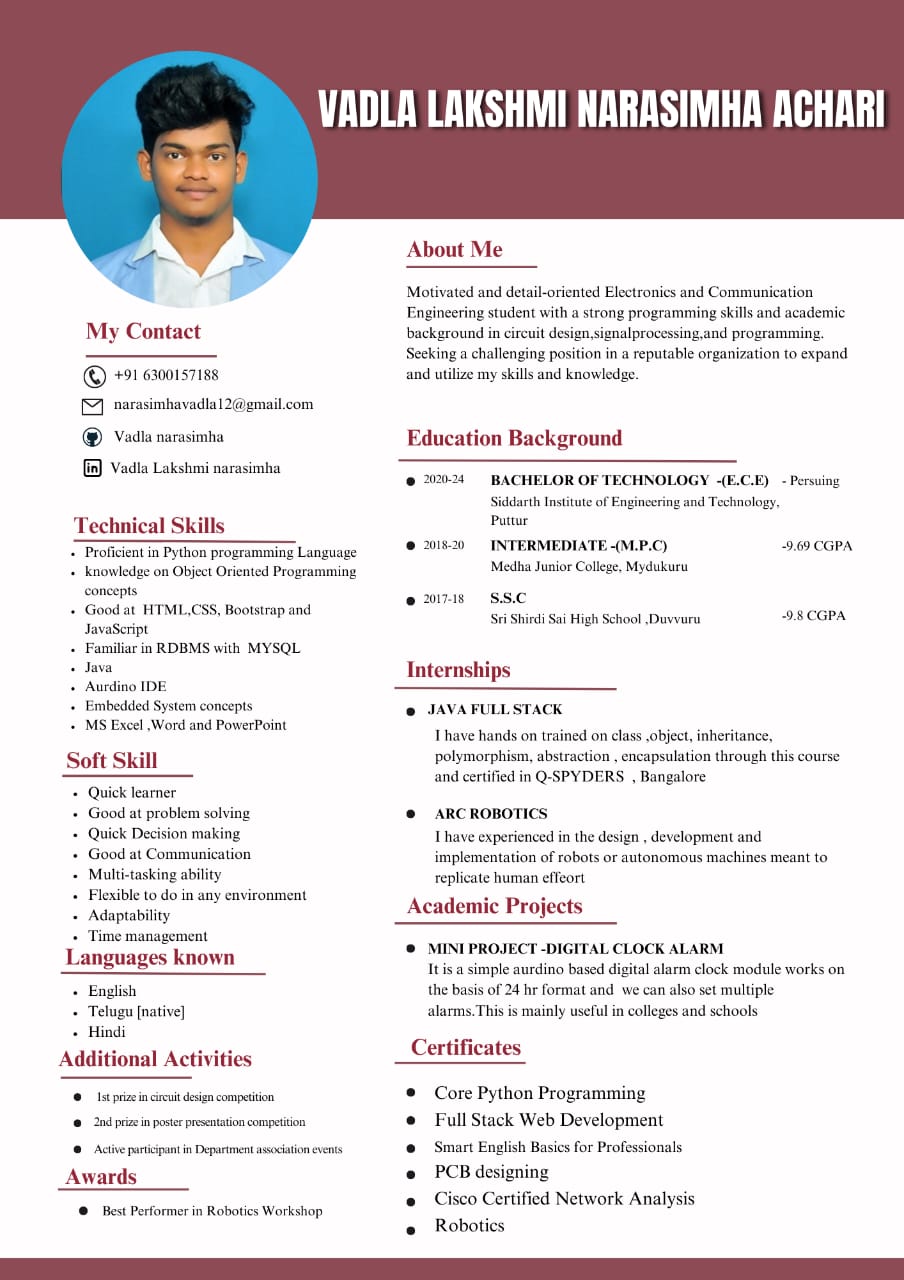 VADLA LAKSHMI NARASIMHA ACHARI
My Contact
+91 6300157188
narasimhavadla12@gmail.com
Vadla narasimha
in Vadla Lakshmi narasimha
Technical Skills
Proficient in Python programming Language
knowledge on Object Oriented Programming
concepts
Good at HTML,CSS, Bootstrap and
JavaScript
Familiar in RDBMS with MYSQL
Java
Aurdino IDE
Embedded System concepts
MS Excel ,Word and PowerPoint
Soft Skill
Quick learner
Good at problem solving
Quick Decision making
Good at Communication
Multi-tasking ability
Flexible to do in any environment
Adaptability
Time management
Languages known
English
Telugu [native]
Hindi
Additional Activities
1st prize in circuit design competition
2nd prize in poster presentation competition
Active participant in Department association events
Awards
Best Performer in Robotics Workshop
About Me
Motivated and detail-oriented Electronics and Communication
Engineering student with a strong programming skills and academic
background in circuit design,signalprocessing,and programming.
Seeking a challenging position in a reputable organization to expand
and utilize my skills and knowledge.
Education Background
2020-24 BACHELOR OF TECHNOLOGY -(E.C.E) - Persuing
Siddarth Institute of Engineering and Technology,
Puttur
2018-20 INTERMEDIATE -(M.P.C) -9.69 CGPA
Medha Junior College, Mydukuru
2017-18 S.S.C
Sri Shirdi Sai High School ,Duvvuru -9.8 CGPA
Internships
JAVA FULL STACK
I have hands on trained on class ,object, inheritance,
polymorphism, abstraction , encapsulation through this course
and certified in Q-SPYDERS , Bangalore
ARC ROBOTICS
I have experienced in the design , development and
implementation of robots or autonomous machines meant to
replicate human effeort
Academic Projects
MINI PROJECT -DIGITAL CLOCK ALARM
It is a simple aurdino based digital alarm clock module works on
the basis of 24 hr format and we can also set multiple
alarms.This is mainly useful in colleges and schools
Certificates
Core Python Programming
Full Stack Web Development
Smart English Basics for Professionals
PCB designing
Cisco Certified Network Analysis
Robotics